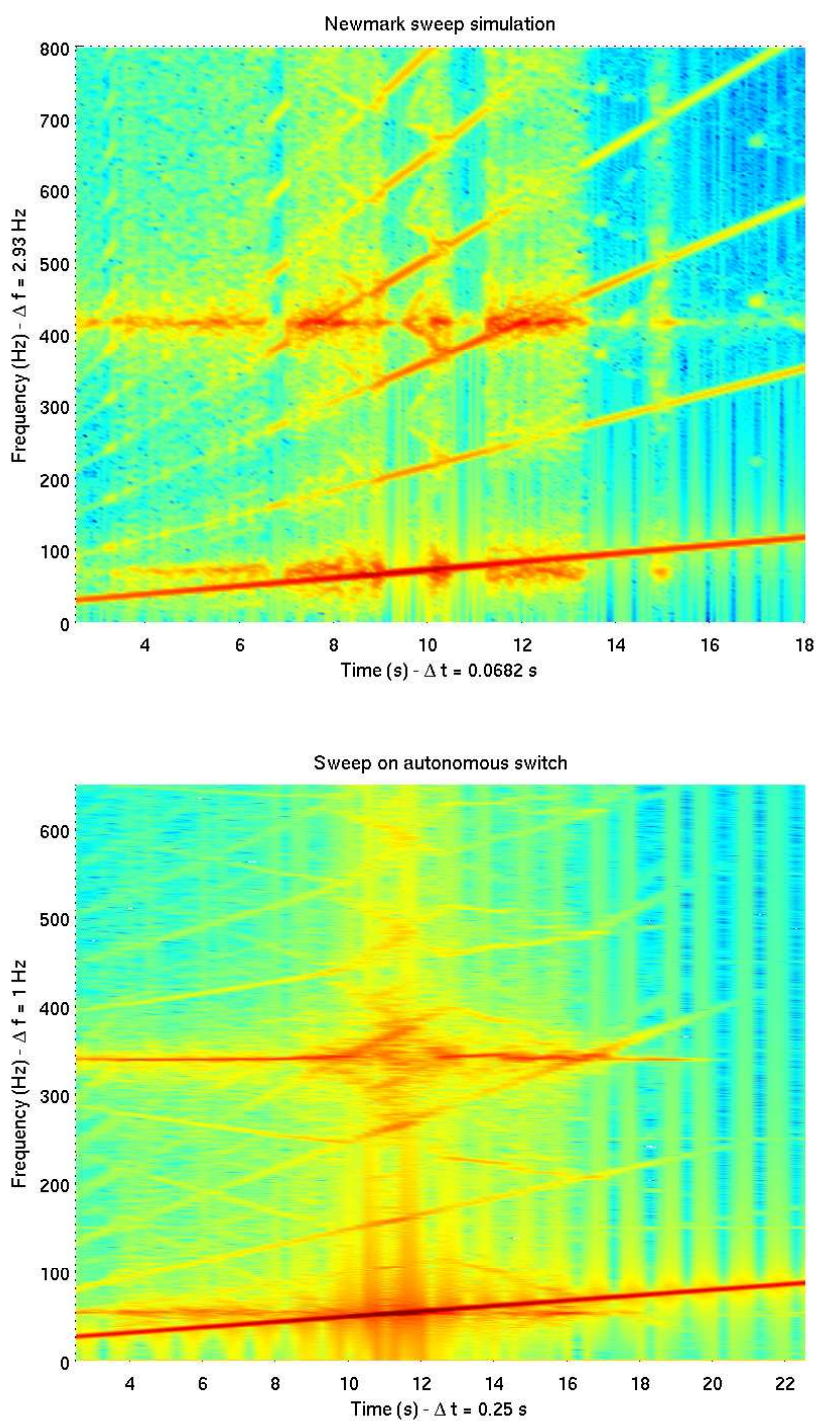 Newmark sweep simulation
800
700
600
500
400
300
200
100
0
Frequency (Hz) - Δ f = 2.93 Hz
4 6 8 10 12 14 16 18
Time (s) - Δ t = 0.0682 s
Sweep on autonomous switch
600
500
400
300
200
100
0
Frequency (Hz) - Δ f = 1 Hz
4 6 8 10 12 14 16 18 20 22
Time (s) - Δ t = 0.25 s